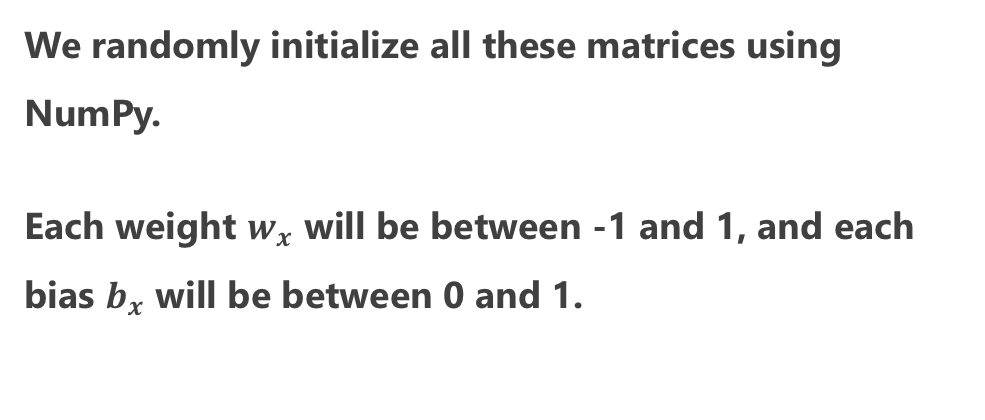 We randomly initialize all these matrices using
NumPy.
Each weight wₓ will be between -1 and 1, and each
bias bₓ will be between 0 and 1.